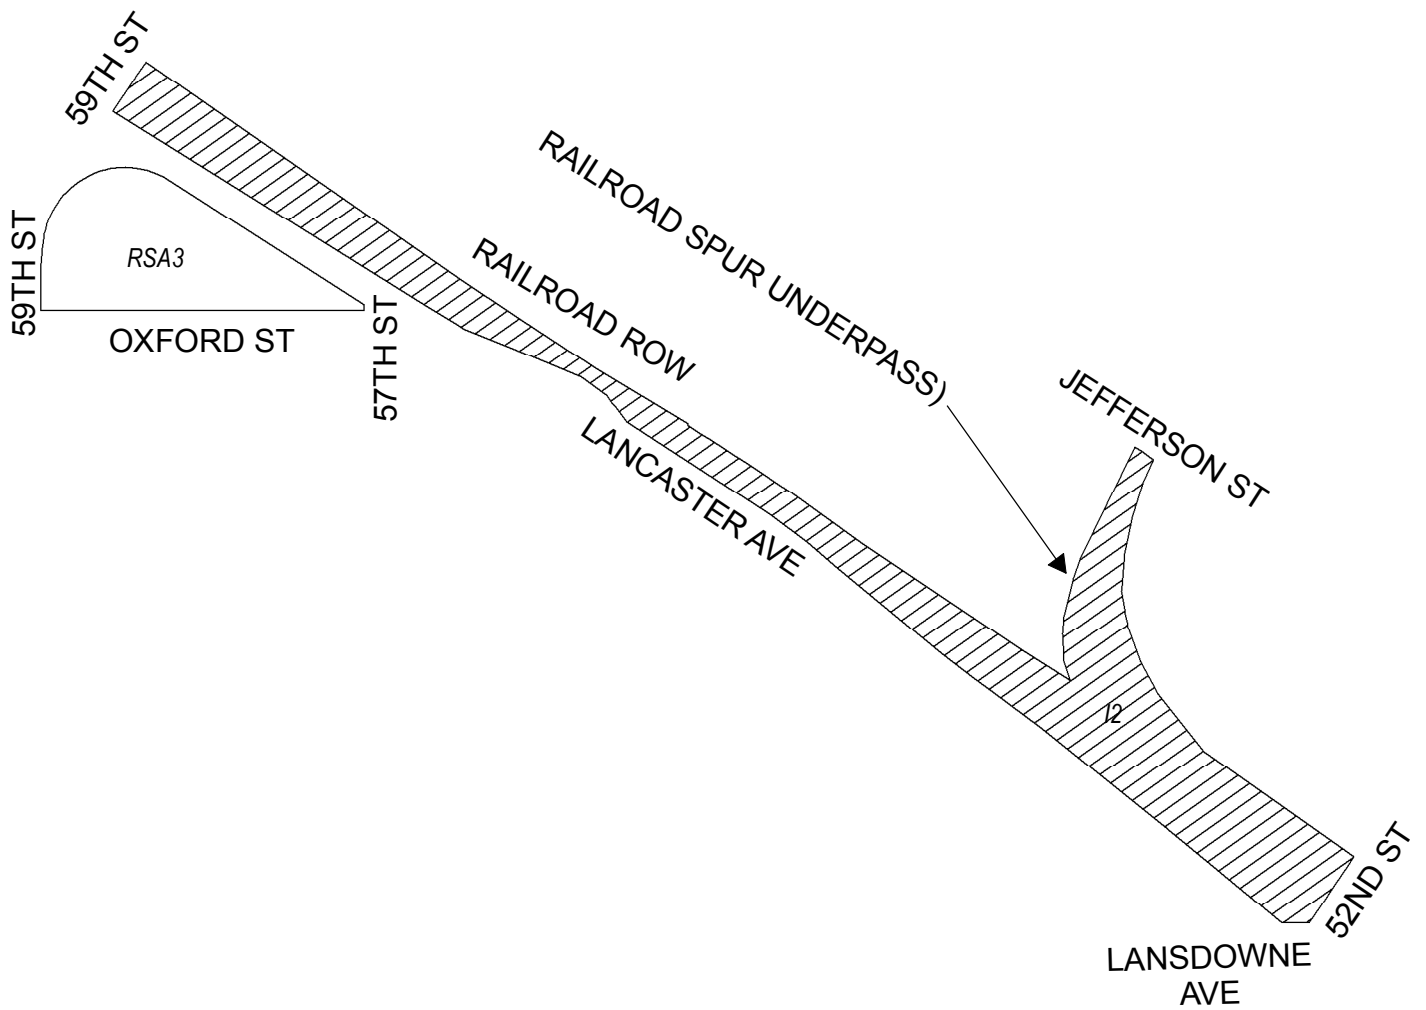 59TH ST
RAILROAD SPUR UNDERPASS)
59TH ST
RSA3
RAILROAD ROW
OXFORD ST
57TH ST
JEFFERSON ST
LANCASTER AVE
I2
52ND ST
LANSDOWNE
AVE